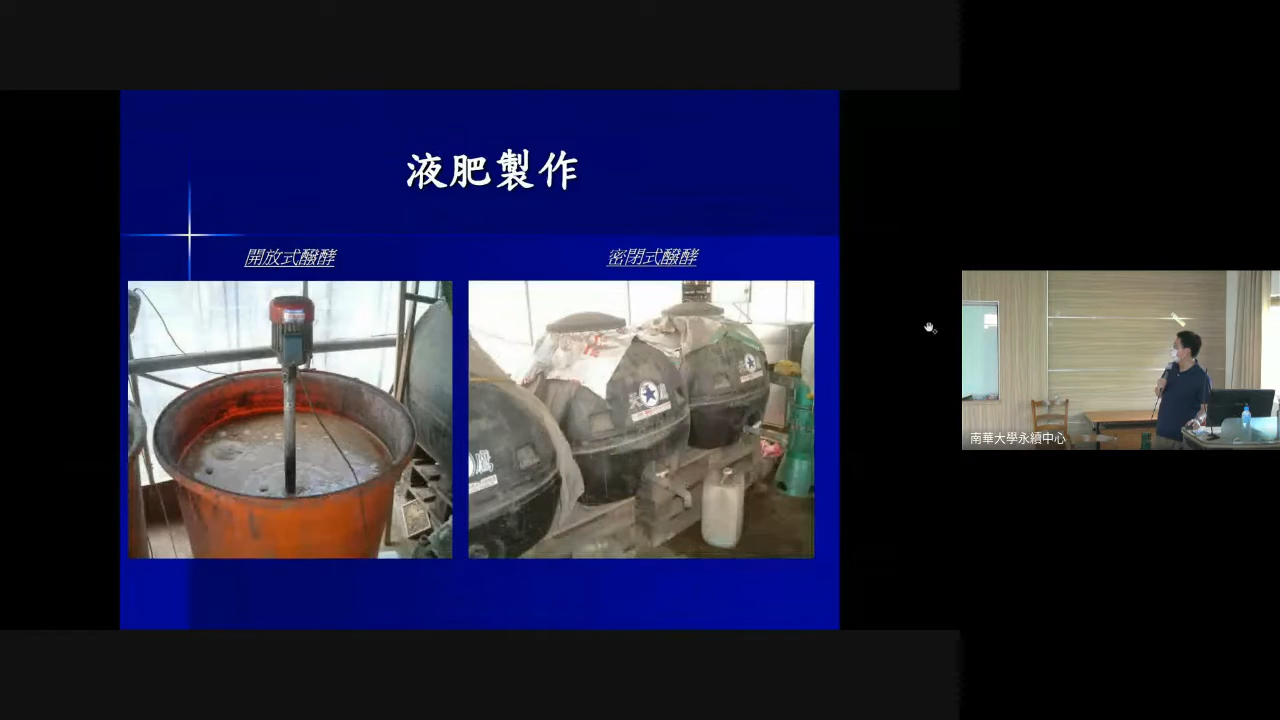 液肥製作
開放式醱酵
密閉式醱酵
南華大學永續中心